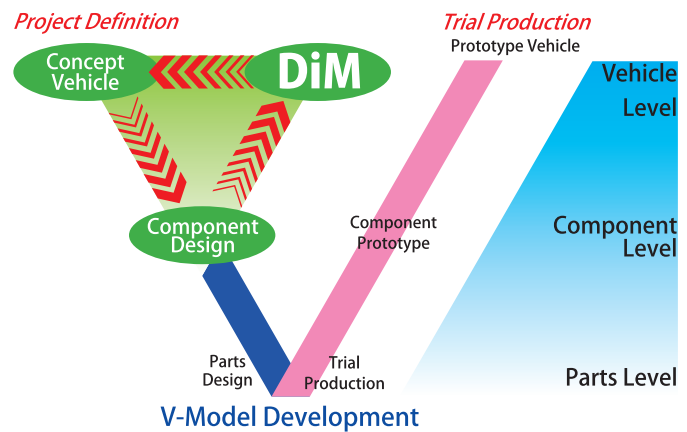 Project Definition
Trial Production
Prototype Vehicle
Concept
Vehicle
DiM
Vehicle
Level
Component
Design
Component
Prototype
Component
Level
Parts
Design
Trial
Production
Parts Level
V-Model Development